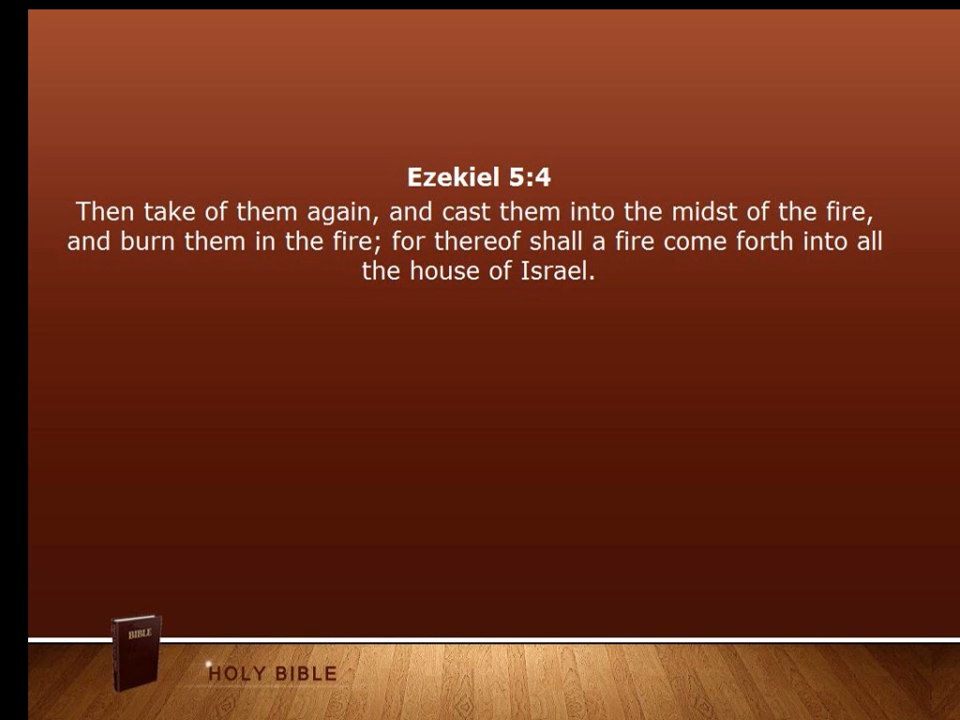 Ezekiel 5:4
Then take of them again, and cast them into the midst of the fire,
and burn them in the fire; for thereof shall a fire come forth into all
the house of Israel.
BIBLE
HOLY BIBLE